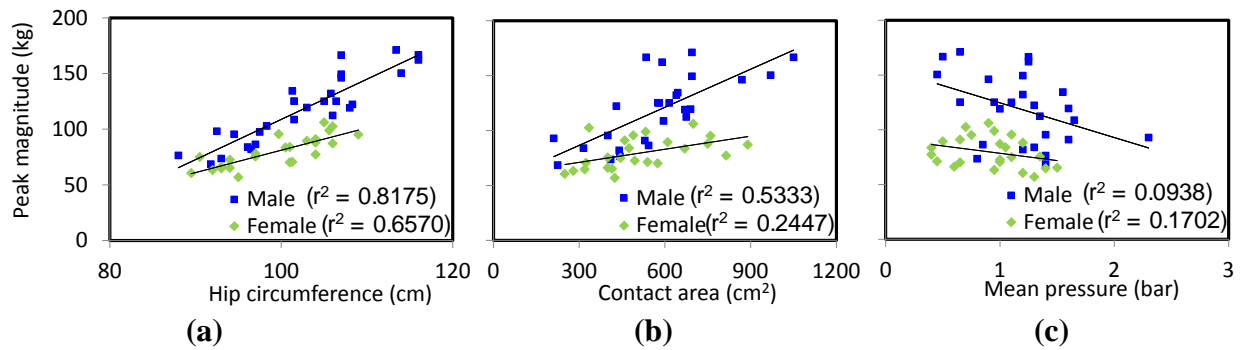 Peak magnitude (kg)
200
150
100
50
0
Male (r² = 0.8175)
Female (r² = 0.6570)
80 100 120
Hip circumference (cm)
(a)
Male (r² = 0.5333)
Female(r² = 0.2447)
0 300 600 900 1200
Contact area (cm²)
(b)
Male (r² = 0.0938)
Female (r² = 0.1702)
0 1 2 3
Mean pressure (bar)
(c)